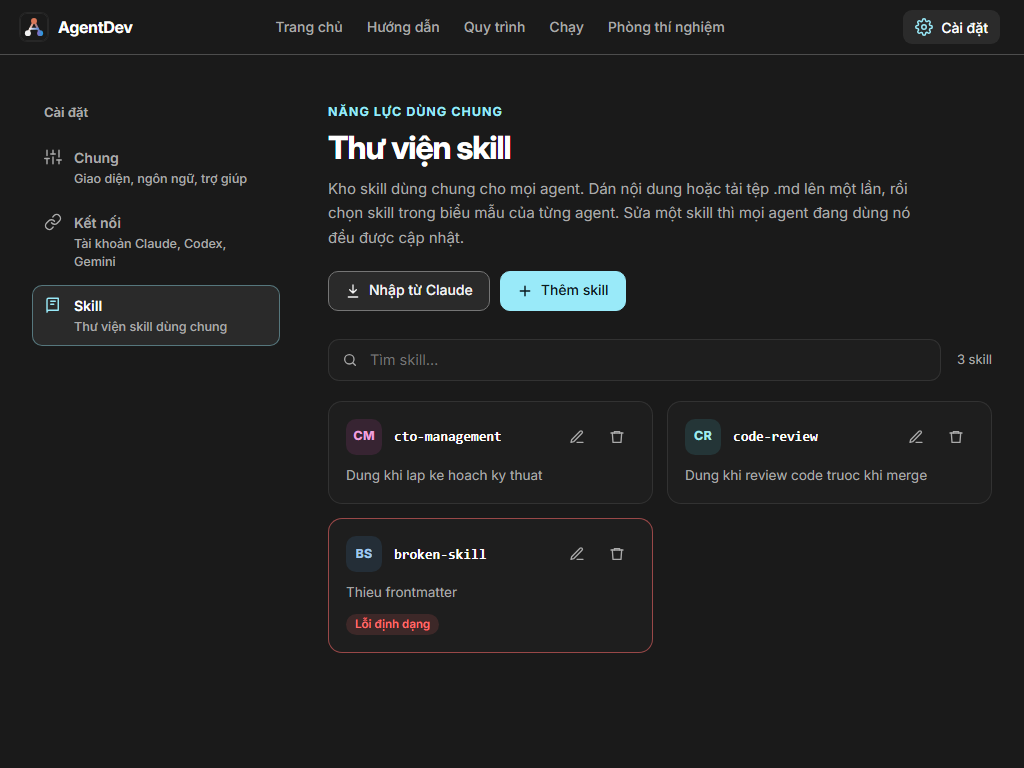 AgentDev
Trang chủ
Hướng dẫn
Quy trình
Chạy
Phòng thí nghiệm
Cài đặt
Cài đặt
Chung
Giao diện, ngôn ngữ, trợ giúp
Kết nối
Tài khoản Claude, Codex,
Gemini
Skill
Thư viện skill dùng chung
NĂNG LỰC DÙNG CHUNG
Thư viện skill
Kho skill dùng chung cho mọi agent. Dán nội dung hoặc tải tệp .md lên một lần, rồi
chọn skill trong biểu mẫu của từng agent. Sửa một skill thì mọi agent đang dùng nó
đều được cập nhật.
Nhập từ Claude
Thêm skill
Tìm skill...
3 skill
CM
cto-management
Dung khi lap ke hoach ky thuat
CR
code-review
Dung khi review code truoc khi merge
BS
broken-skill
Thieu frontmatter
Lỗi định dạng